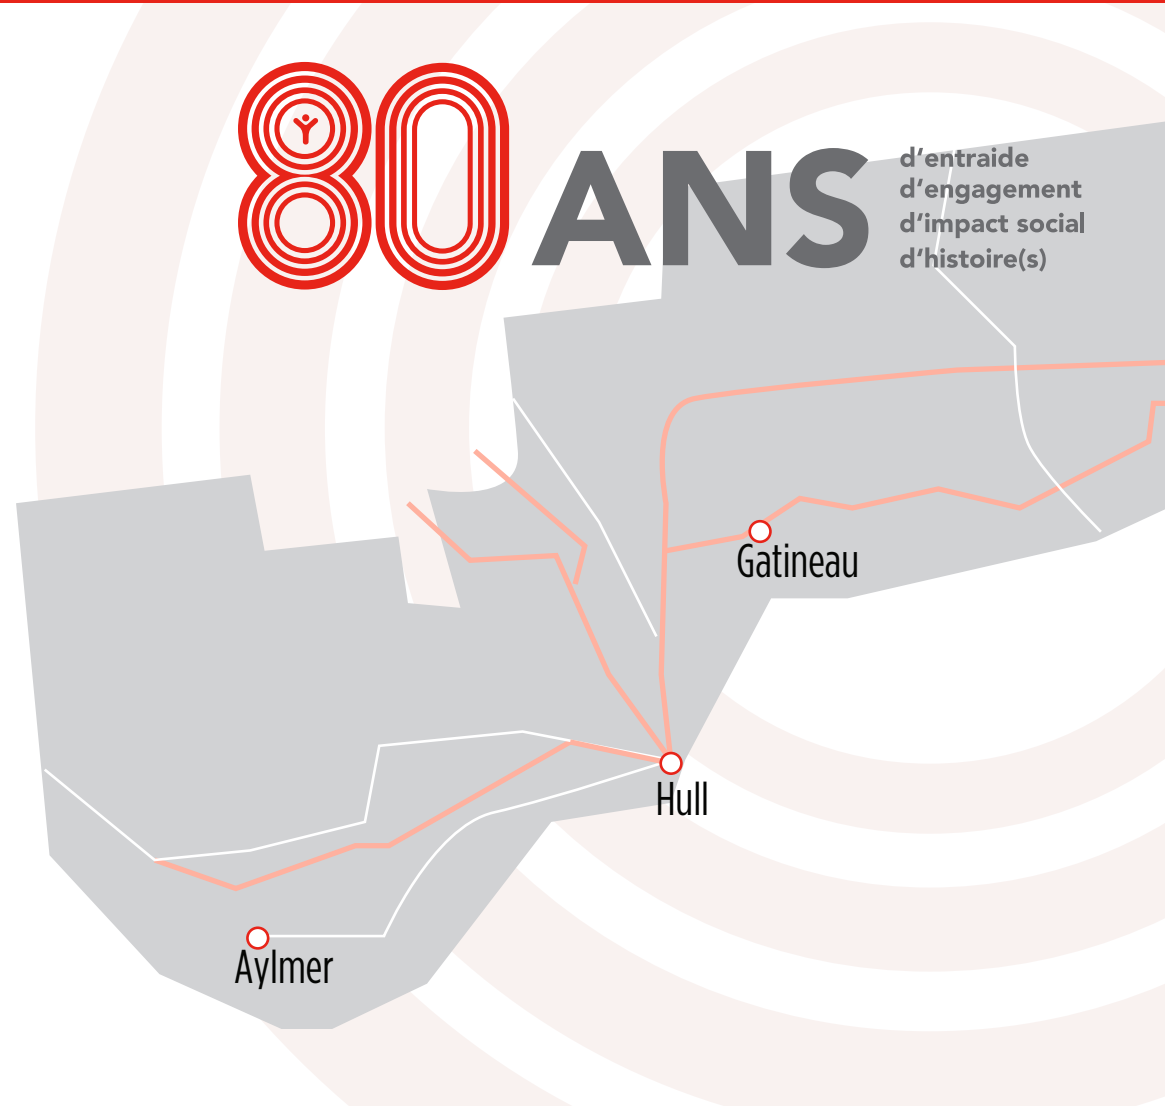 80 ANS
d'entraide
d'engagement
d'impact social
d'histoire(s)
Gatineau
Hull
Aylmer